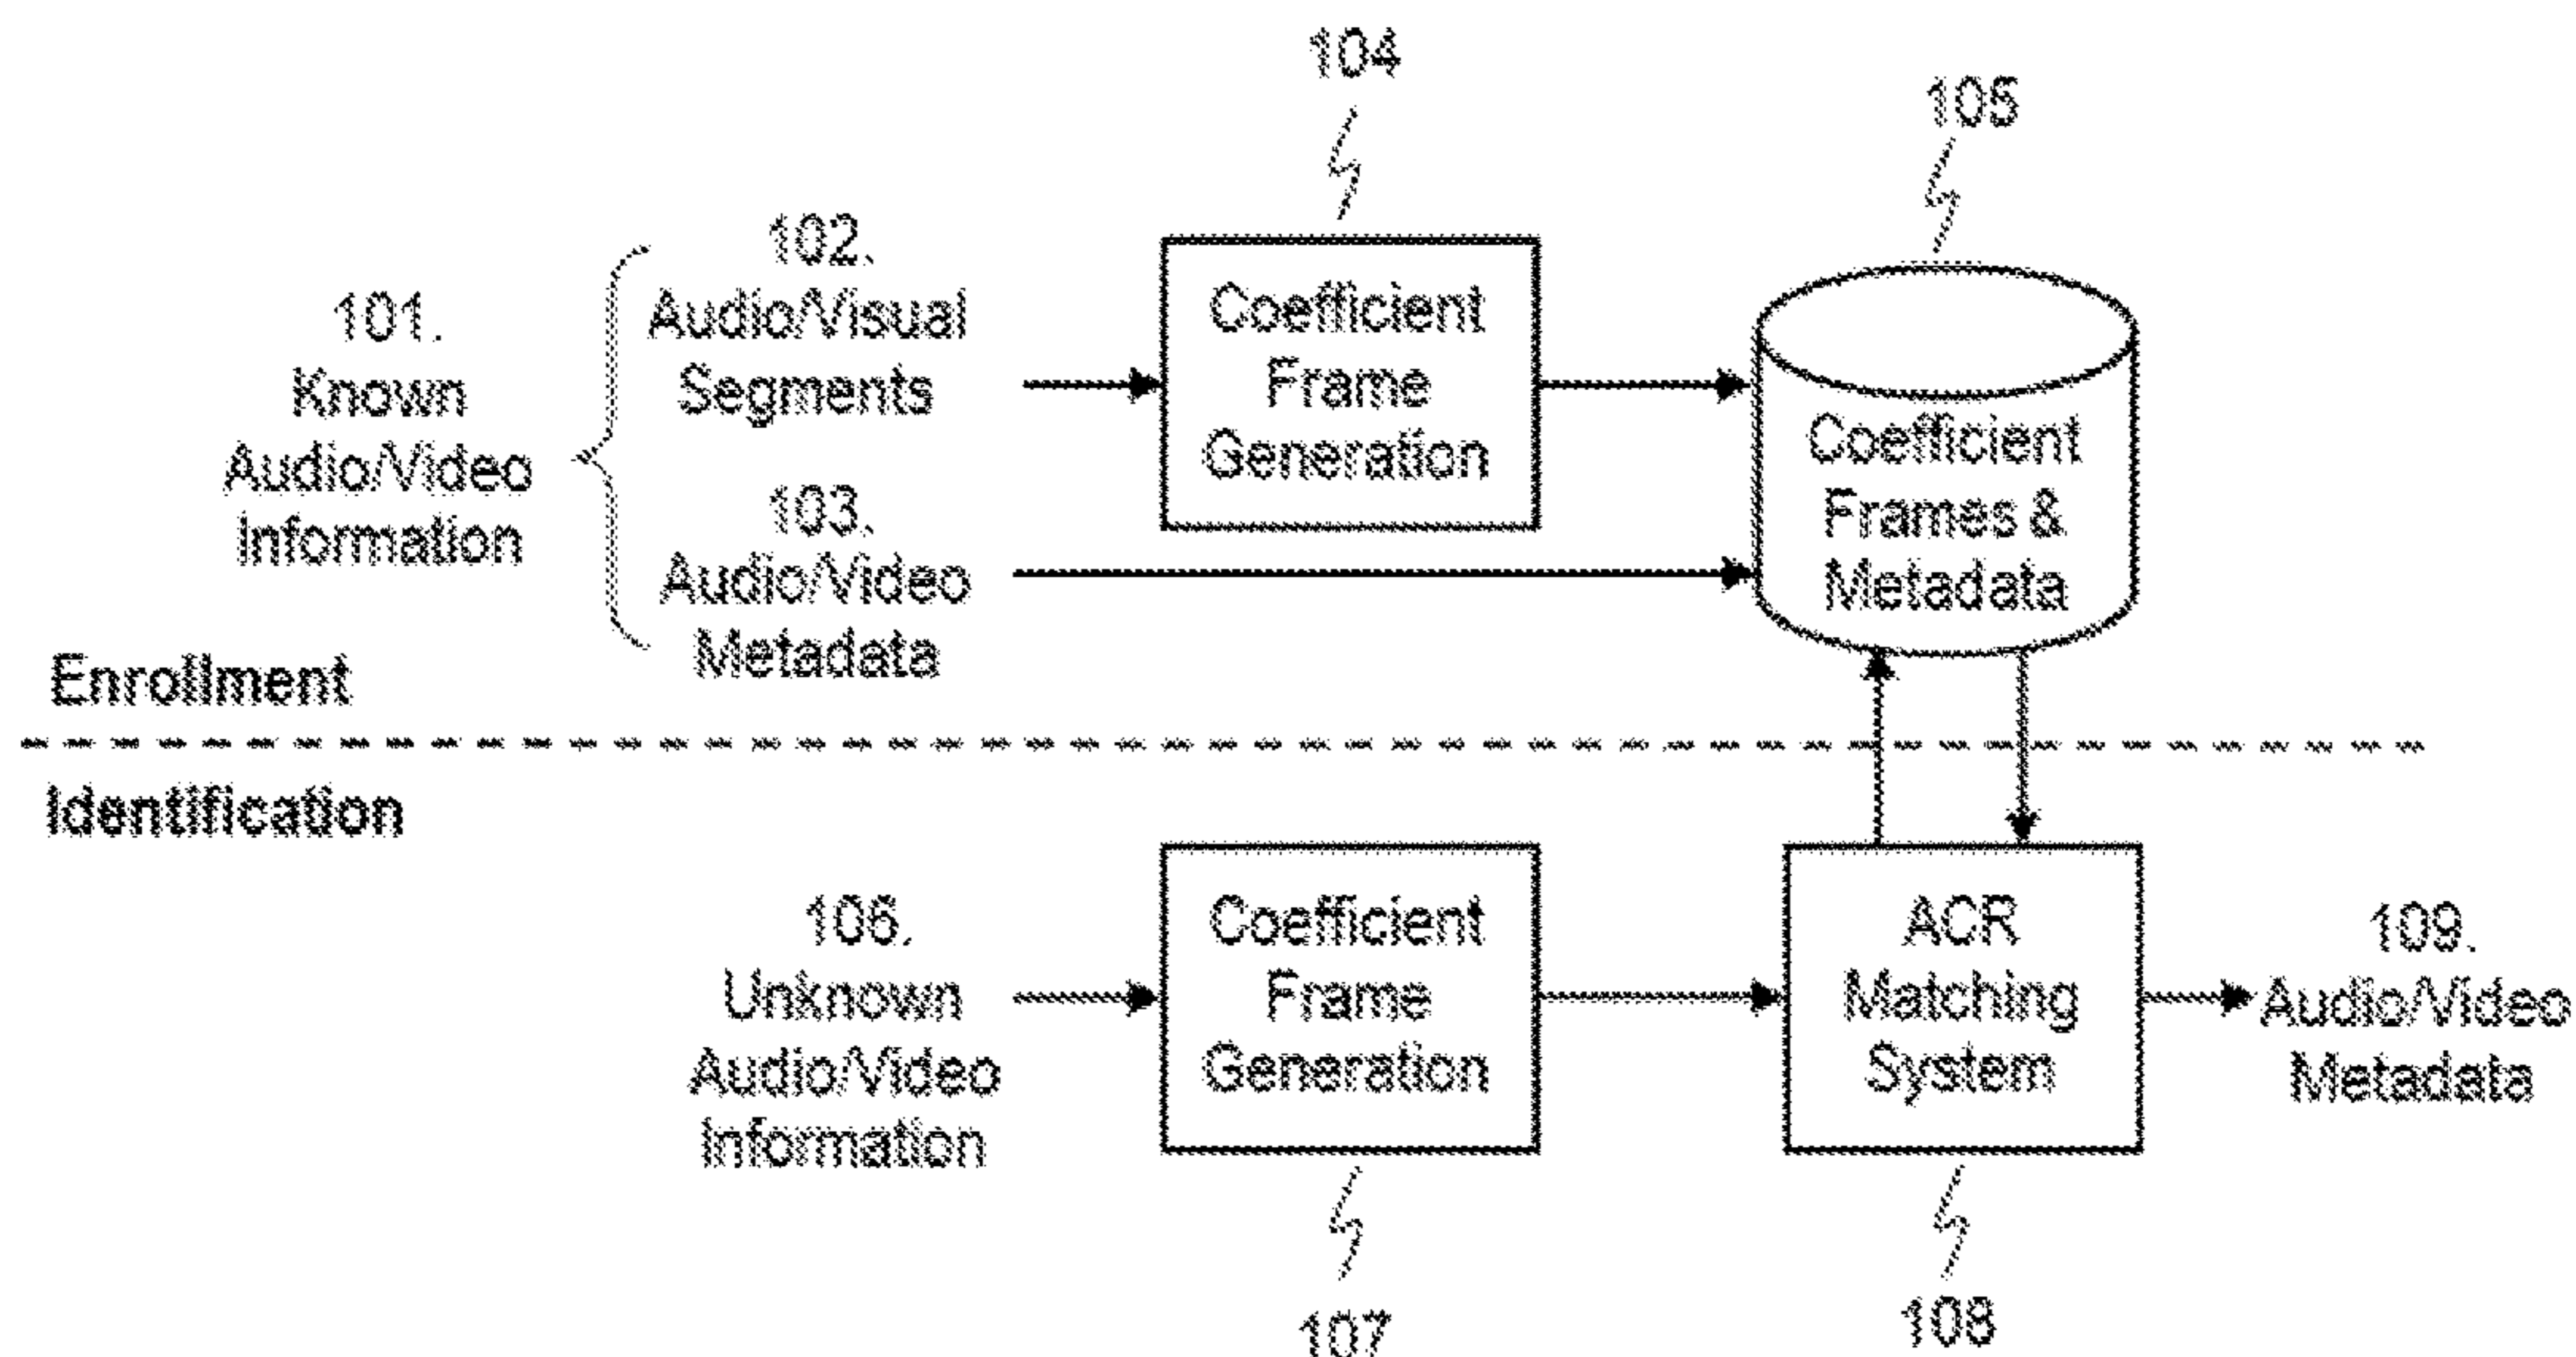 104
105
101.
Known
Audio/Video
Information
102.
Audio/Visual
Segments
103.
Audio/Video
Metadata
Coefficient
Frame
Generation
Coefficient
Frames &
Metadata
Enrollment
Identification
106.
Unknown
Audio/Video
Information
Coefficient
Frame
Generation
ACR
Matching
System
109.
Audio/Video
Metadata
107
108